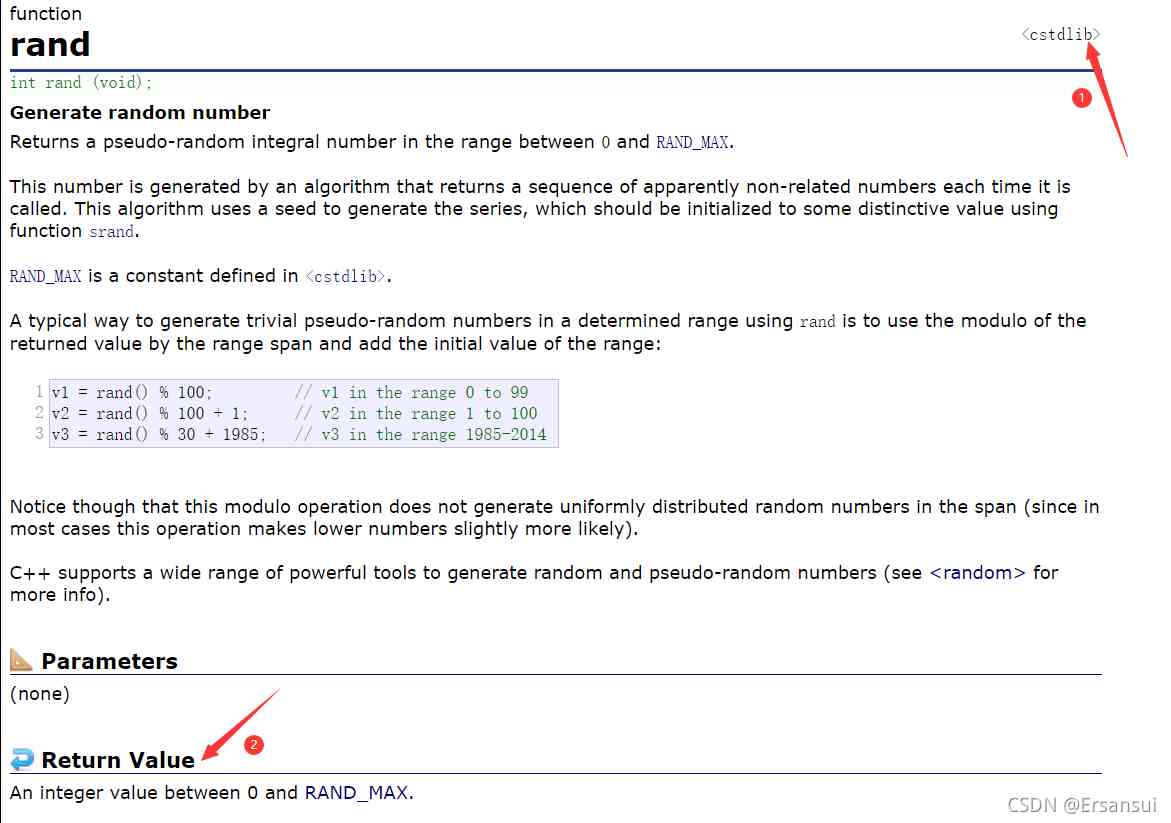 function
rand
<cstdlib>
int rand (void);
1
Generate random number
Returns a pseudo-random integral number in the range between 0 and RAND_MAX.
This number is generated by an algorithm that returns a sequence of apparently non-related numbers each time it is
called. This algorithm uses a seed to generate the series, which should be initialized to some distinctive value using
function srand.
RAND_MAX is a constant defined in <cstdlib>.
A typical way to generate trivial pseudo-random numbers in a determined range using rand is to use the modulo of the
returned value by the range span and add the initial value of the range:
1 v1 = rand() % 100; // v1 in the range 0 to 99
2 v2 = rand() % 100 + 1; // v2 in the range 1 to 100
3 v3 = rand() % 30 + 1985; // v3 in the range 1985-2014
Notice though that this modulo operation does not generate uniformly distributed random numbers in the span (since in
most cases this operation makes lower numbers slightly more likely).
C++ supports a wide range of powerful tools to generate random and pseudo-random numbers (see <random> for
more info).
Parameters
(none)
2
Return Value
An integer value between 0 and RAND_MAX.
CSDN @Ersansui